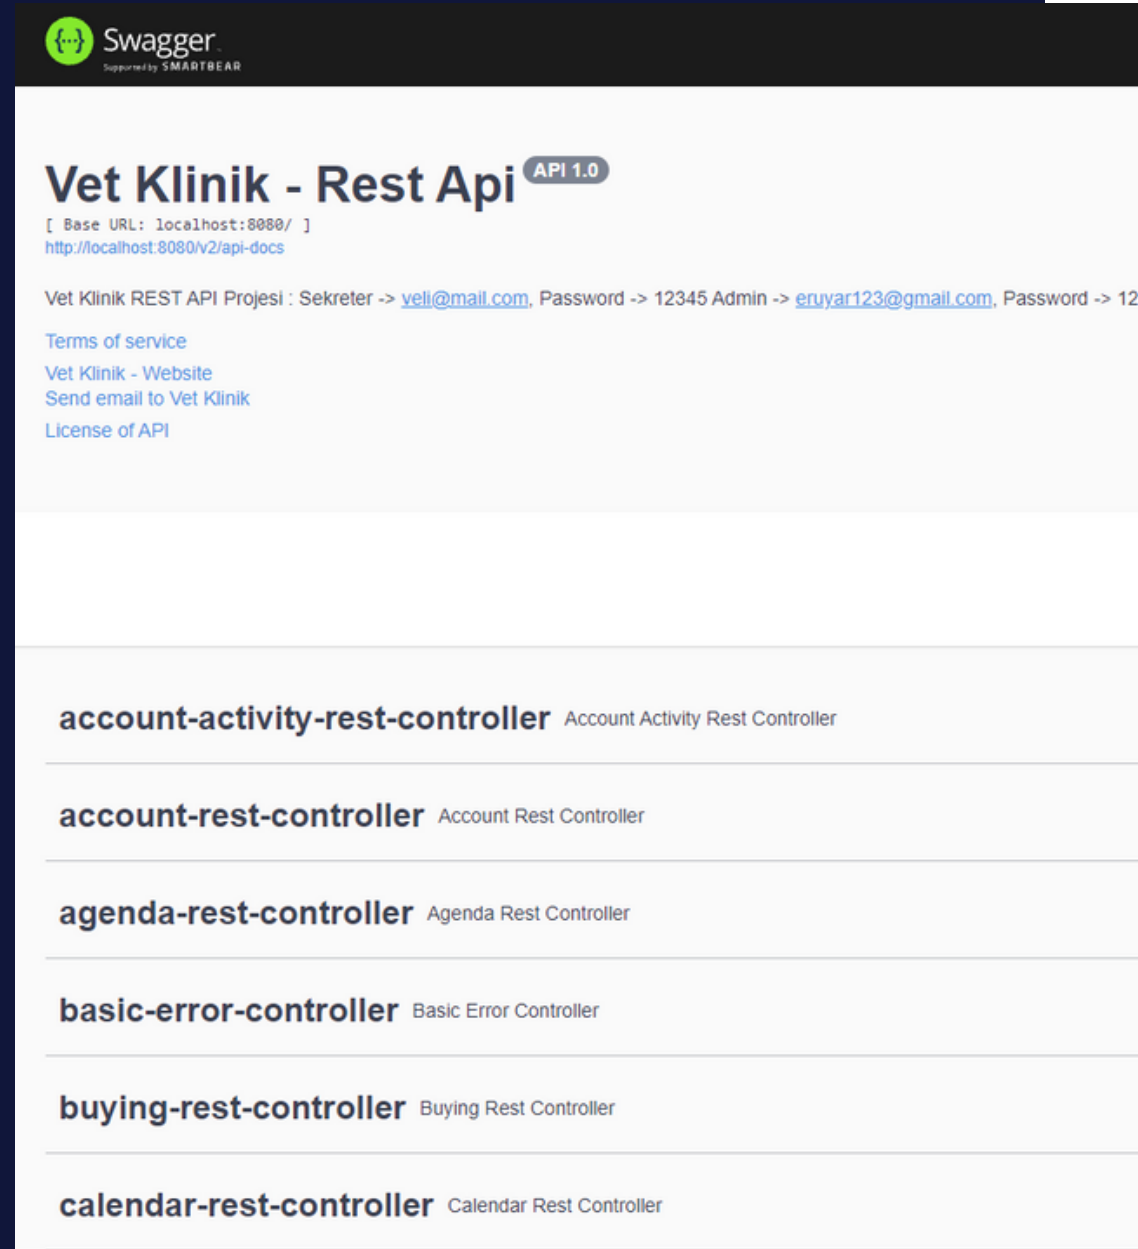 {...} Swagger
Supported by SMARTBEAR
Vet Klinik - Rest Api API 1.0
[ Base URL: localhost:8080/ ]
http://localhost:8080/v2/api-docs
Vet Klinik REST API Projesi : Sekreter -> veli@mail.com, Password -> 12345 Admin -> eruyar123@gmail.com, Password -> 12
Terms of service
Vet Klinik - Website
Send email to Vet Klinik
License of API
account-activity-rest-controller Account Activity Rest Controller
account-rest-controller Account Rest Controller
agenda-rest-controller Agenda Rest Controller
basic-error-controller Basic Error Controller
buying-rest-controller Buying Rest Controller
calendar-rest-controller Calendar Rest Controller